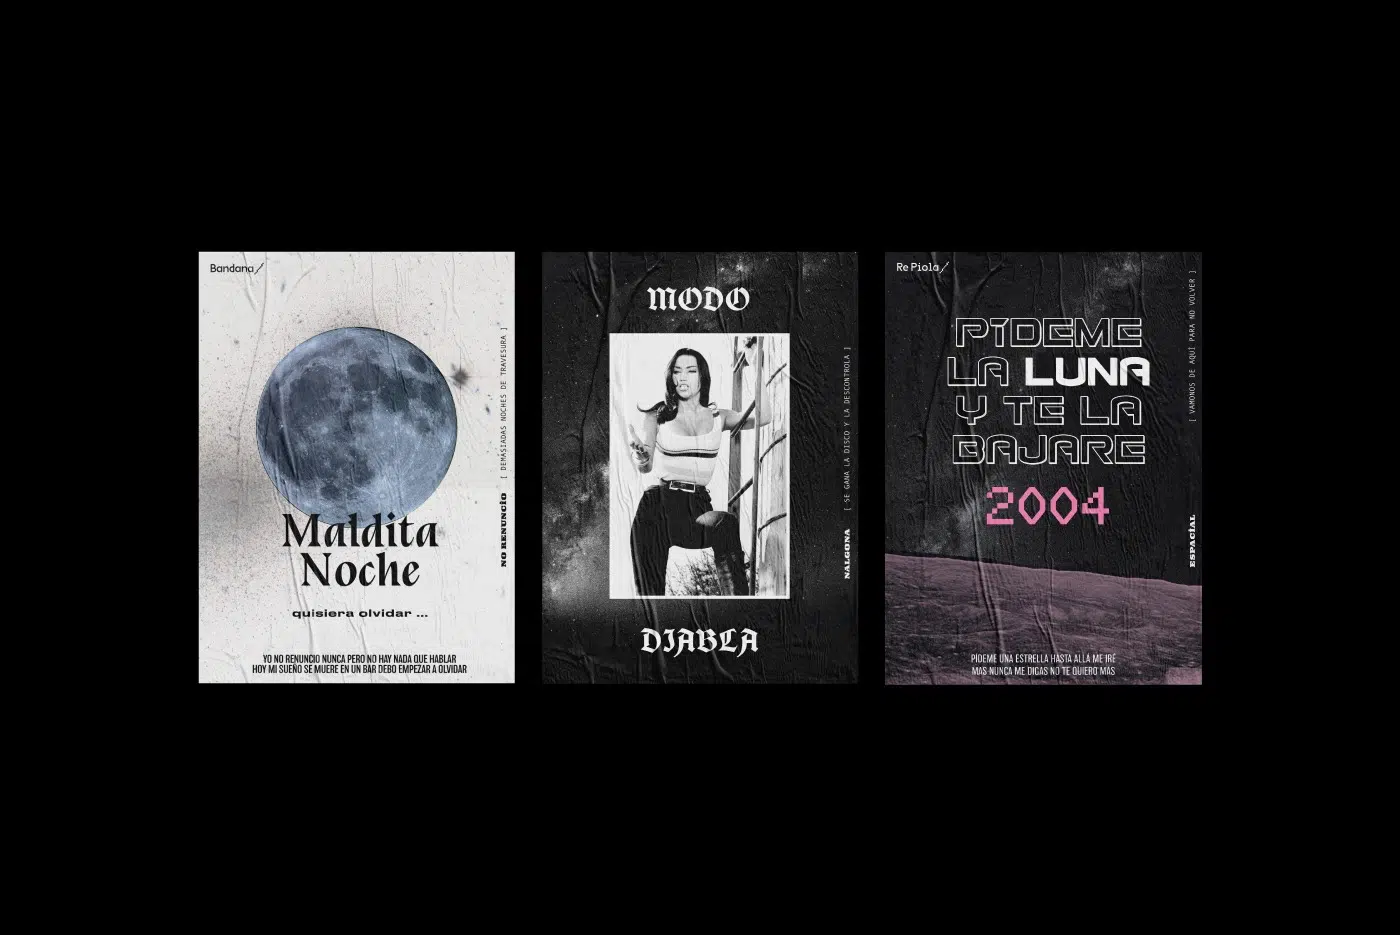 Bandana
Maldita
Noche
quisiera olvidar ...
YO NO RENUNCIO NUNCA PERO NO HAY NADA QUE HABLAR
HOY MI SUEÑO SE MUERE EN UN BAR DEBO EMPEZAR A OLVIDAR
NO RENUNCIO [ DEMASIADAS NOCHES DE TRAVESURA ]
MODO
DIABLA
NALGONA [ SE GANA LA DISCO Y LA DESCONTROLA ]
Re Piola
PÍDEME
LA LUNA
Y TE LA
BAJARE
2004
PIDEME UNA ESTRELLA HASTA ALLÁ ME IRÉ
MAS NUNCA ME DIGAS NO TE QUIERO MÁS
ESPACIAL [ VAMONOS DE AQUÍ PARA NO VOLVER ]